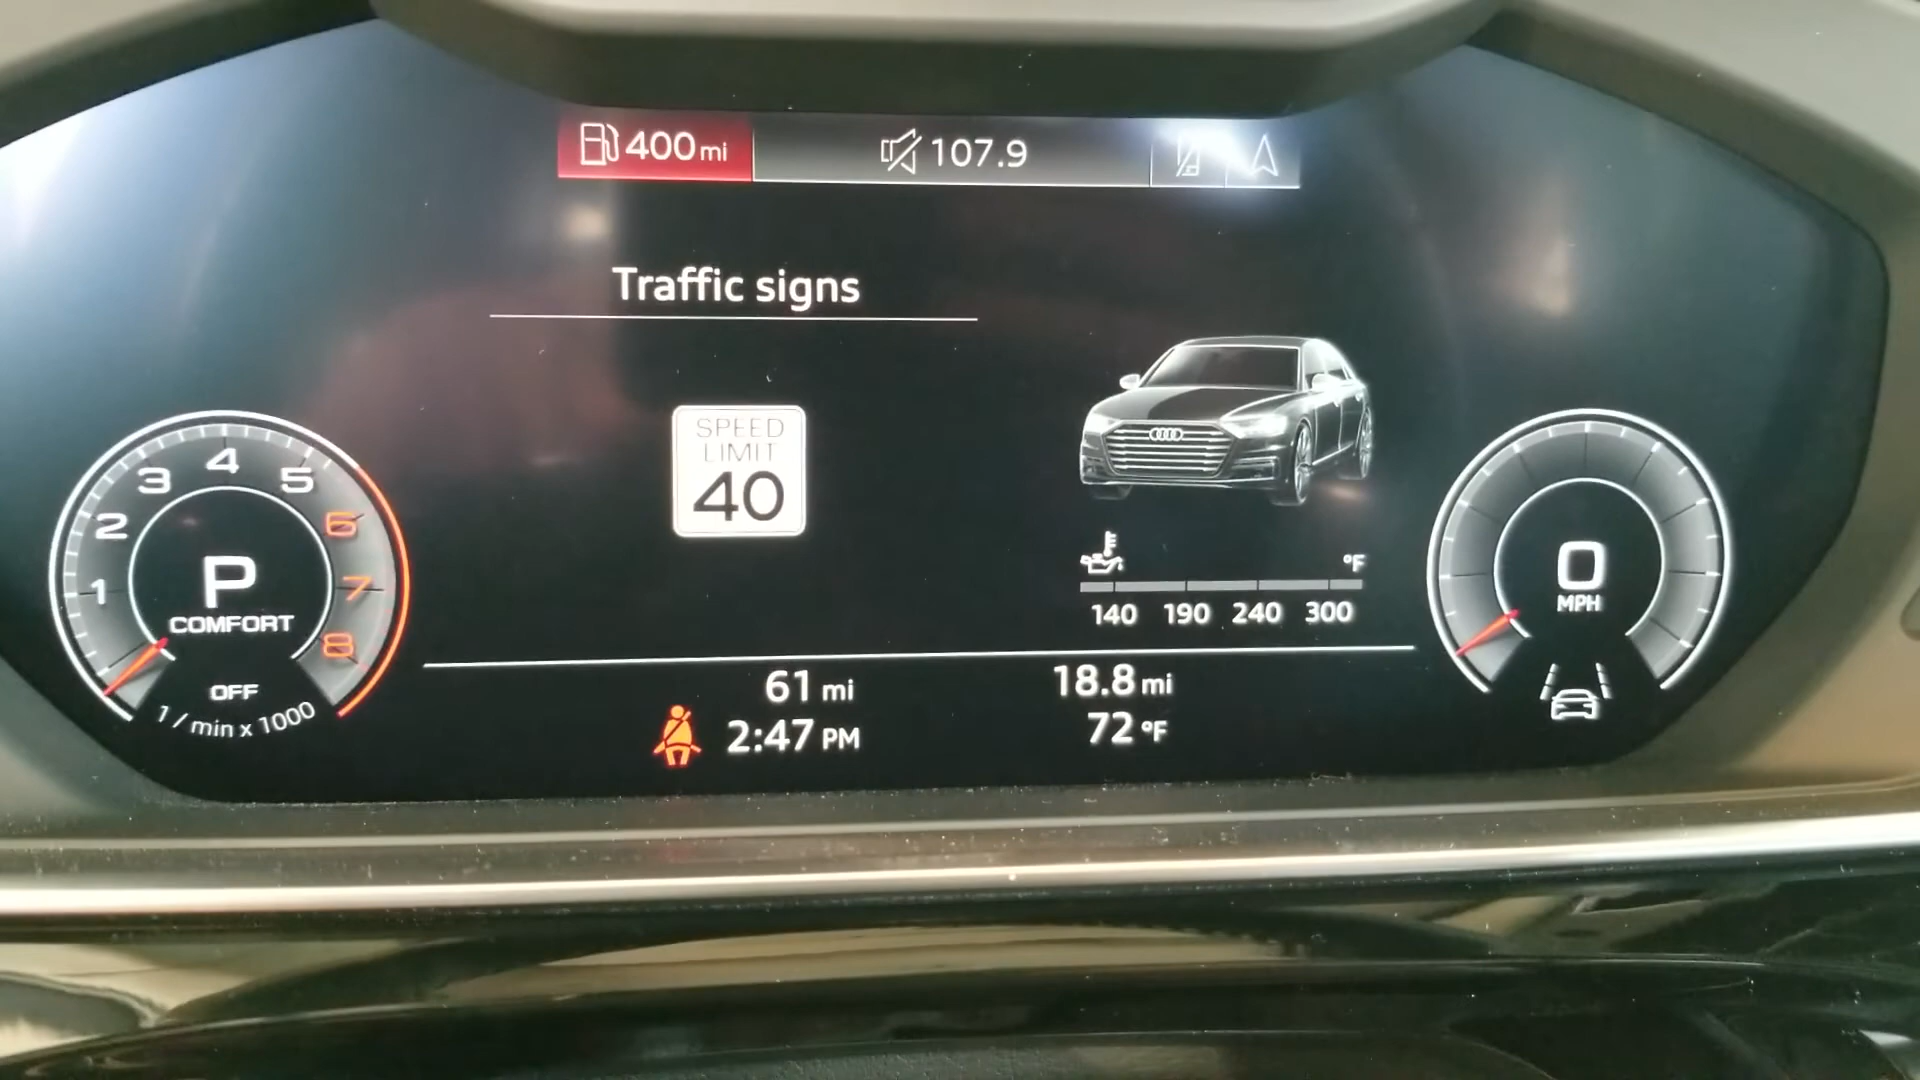 400 mi
107.9
Traffic signs
SPEED
LIMIT
40
1 2 3 4 5 6 7 8
P
COMFORT
OFF
1 / min x 1000
°F
140 190 240 300
0
MPH
61 mi
18.8 mi
2:47 PM
72 °F